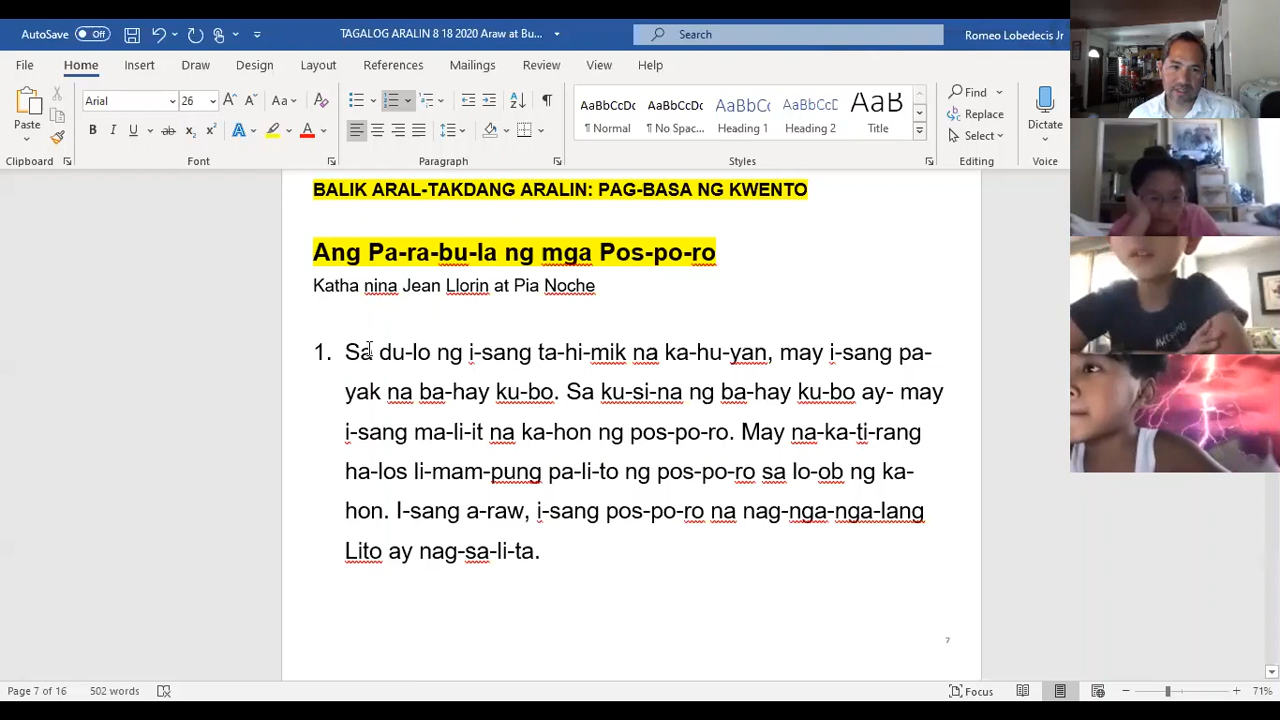 AutoSave Off TAGALOG ARALIN 8 18 2020 Araw at Bu... Search Romeo Lobedecis Jr
File Home Insert Draw Design Layout References Mailings Review View Help
Arial 26 A A Aa A AaBbCcDc AaBbCcDc AaBbCcD AaBbCcD AaB Find
Paste Replace Dictate
B I U ab x₂ x² A A ¶ Normal ¶ No Spac... Heading 1 Heading 2 Title Select
Clipboard Font Paragraph Styles Editing Voice
BALIK ARAL-TAKDANG ARALIN: PAG-BASA NG KWENTO
Ang Pa-ra-bu-la ng mga Pos-po-ro
Katha nina Jean Llorin at Pia Noche
1. Sa du-lo ng i-sang ta-hi-mik na ka-hu-yan, may i-sang pa-
yak na ba-hay ku-bo. Sa ku-si-na ng ba-hay ku-bo ay- may
i-sang ma-li-it na ka-hon ng pos-po-ro. May na-ka-ti-rang
ha-los li-mam-pung pa-li-to ng pos-po-ro sa lo-ob ng ka-
hon. I-sang a-raw, i-sang pos-po-ro na nag-nga-nga-lang
Lito ay nag-sa-li-ta.
7
Page 7 of 16 502 words Focus 71%